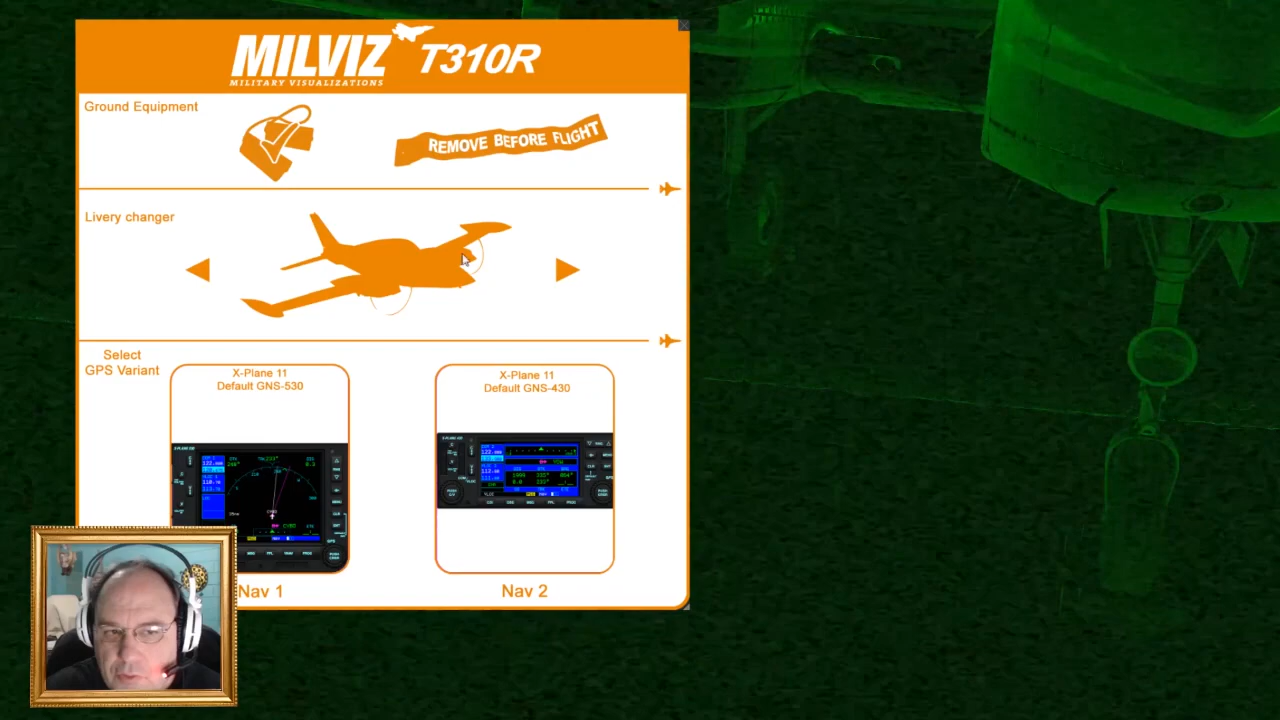 MILVIZ T310R
MILITARY VISUALIZATIONS
Ground Equipment
REMOVE BEFORE FLIGHT
Livery changer
Select
GPS Variant
X-Plane 11
Default GNS-530
X-Plane 11
Default GNS-430
Nav 1
Nav 2